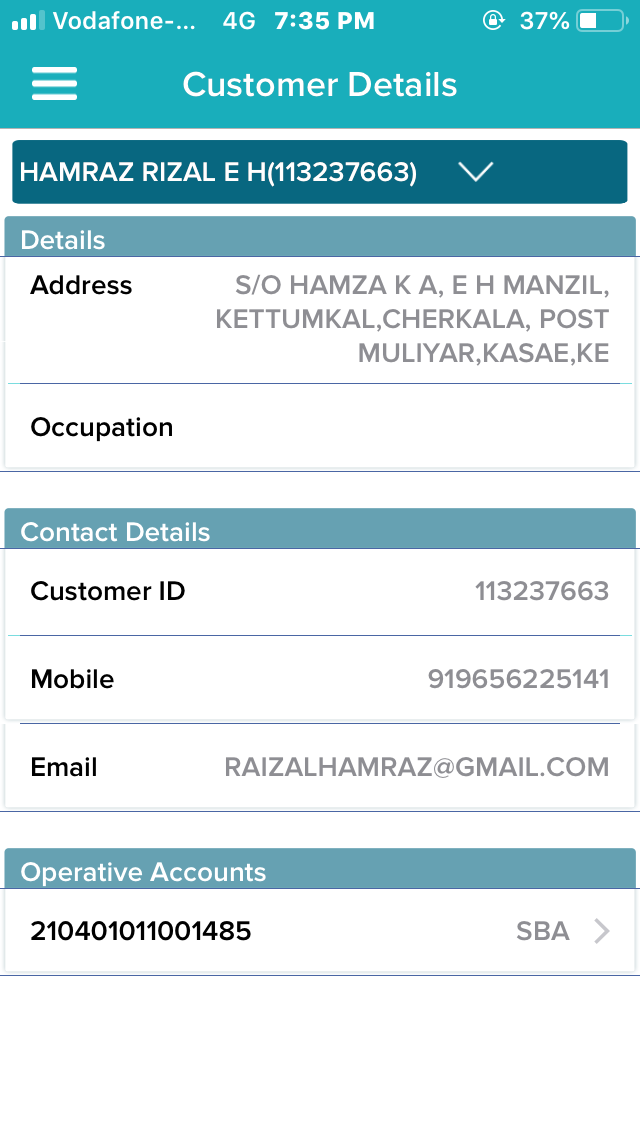 Vodafone-... 4G 7:35 PM 37%
Customer Details
HAMRAZ RIZAL E H(113237663)
Details
Address S/O HAMZA K A, E H MANZIL,
KETTUMKAL,CHERKALA, POST
MULIYAR,KASAE,KE
Occupation
Contact Details
Customer ID 113237663
Mobile 919656225141
Email RAIZALHAMRAZ@GMAIL.COM
Operative Accounts
210401011001485 SBA